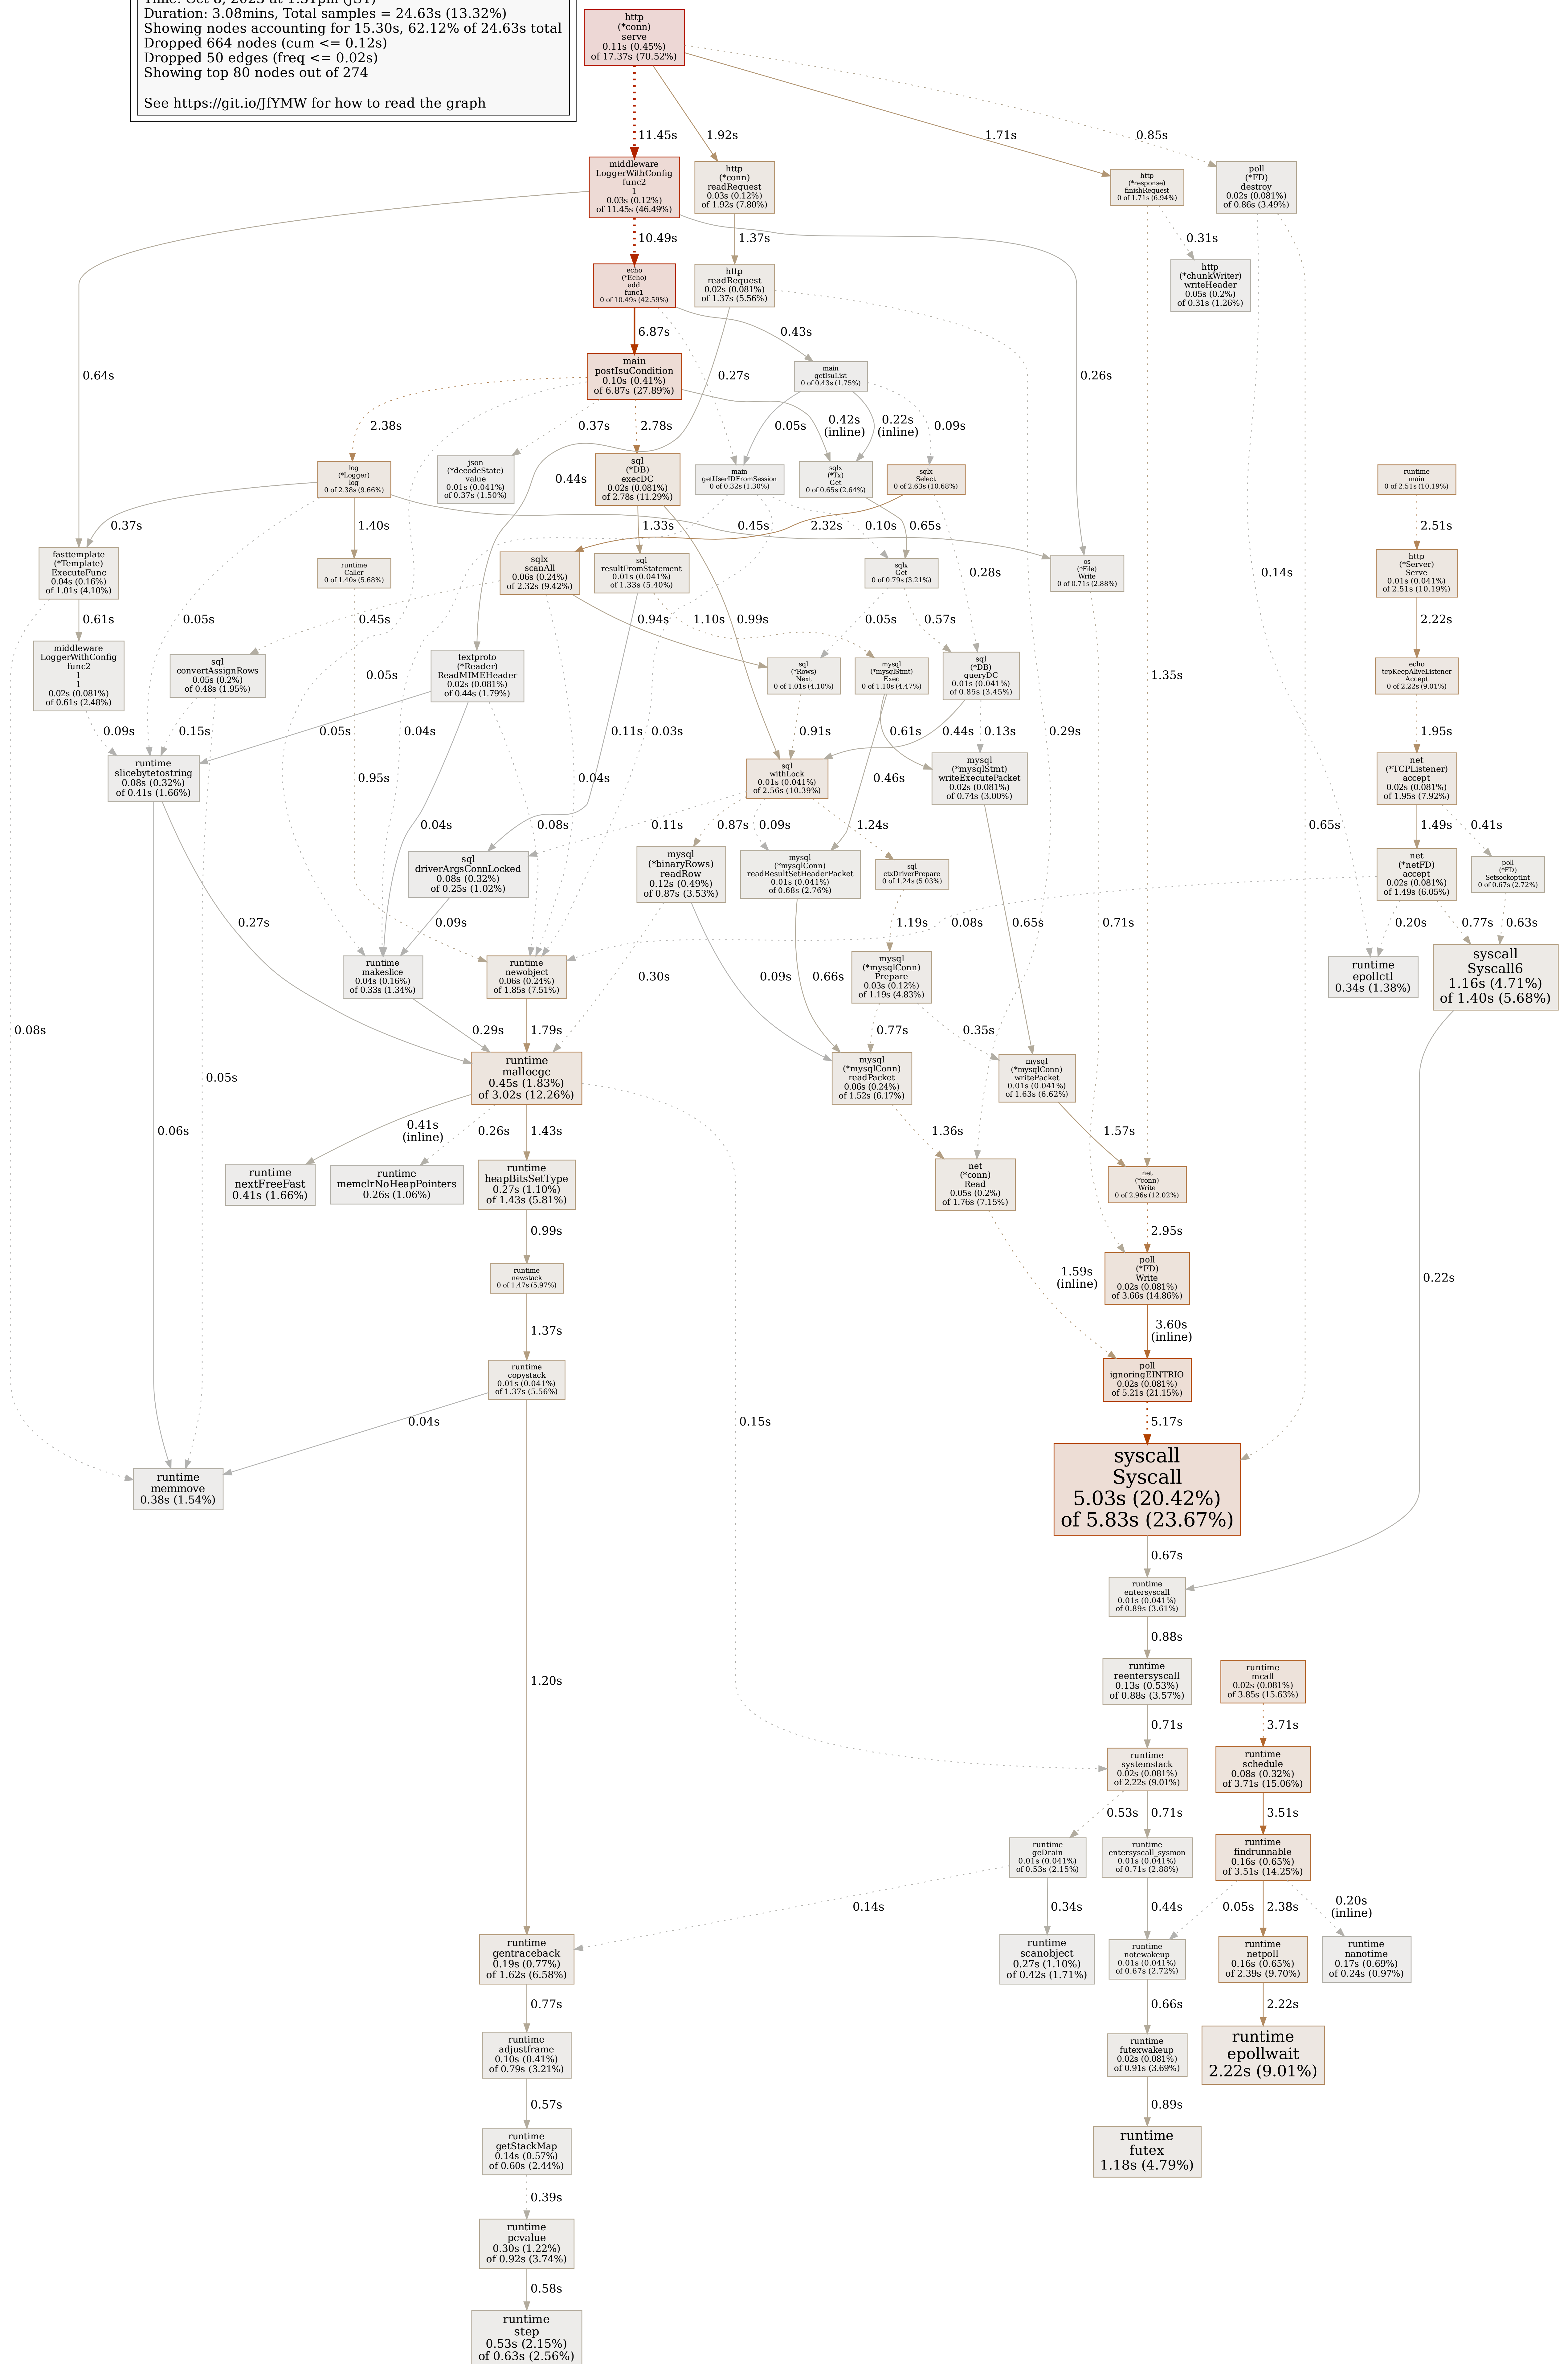 Duration: 3.08mins, Total samples = 24.63s (13.32%)
Showing nodes accounting for 15.30s, 62.12% of 24.63s total
Dropped 664 nodes (cum <= 0.12s)
Dropped 50 edges (freq <= 0.02s)
Showing top 80 nodes out of 274
See https://git.io/JfYMW for how to read the graph
http
(*conn)
serve
0.11s (0.45%)
of 17.37s (70.52%)
11.45s
1.92s
1.71s
0.85s
middleware
LoggerWithConfig
func2
1
0.03s (0.12%)
of 11.45s (46.49%)
http
(*conn)
readRequest
0.03s (0.12%)
of 1.92s (7.80%)
http
(*response)
finishRequest
0 of 1.71s (6.94%)
poll
(*FD)
destroy
0.02s (0.081%)
of 0.86s (3.49%)
10.49s
1.37s
0.31s
echo
(*Echo)
add
func1
0 of 10.49s (42.59%)
http
readRequest
0.02s (0.081%)
of 1.37s (5.56%)
http
(*chunkWriter)
writeHeader
0.05s (0.2%)
of 0.31s (1.26%)
6.87s
0.43s
0.64s
0.27s
0.26s
main
postIsuCondition
0.10s (0.41%)
of 6.87s (27.89%)
main
getIsuList
0 of 0.43s (1.75%)
2.38s
0.37s
2.78s
0.05s
0.42s
(inline)
0.22s
(inline)
0.09s
log
(*Logger)
log
0 of 2.38s (9.66%)
json
(*decodeState)
value
0.01s (0.041%)
of 0.37s (1.50%)
0.44s
sql
(*DB)
execDC
0.02s (0.081%)
of 2.78s (11.29%)
main
getUserIDFromSession
0 of 0.32s (1.30%)
sqlx
(*Tx)
Get
0 of 0.65s (2.64%)
sqlx
Select
0 of 2.63s (10.68%)
runtime
main
0 of 2.51s (10.19%)
0.37s
1.40s
0.45s
1.33s
2.32s
0.10s
0.65s
2.51s
fasttemplate
(*Template)
ExecuteFunc
0.04s (0.16%)
of 1.01s (4.10%)
runtime
Caller
0 of 1.40s (5.68%)
sqlx
scanAll
0.06s (0.24%)
of 2.32s (9.42%)
sql
resultFromStatement
0.01s (0.041%)
of 1.33s (5.40%)
sqlx
Get
0 of 0.79s (3.21%)
0.28s
os
(*File)
Write
0 of 0.71s (2.88%)
0.14s
http
(*Server)
Serve
0.01s (0.041%)
of 2.51s (10.19%)
0.61s
0.05s
0.45s
0.94s
1.10s
0.99s
0.05s
0.57s
2.22s
middleware
LoggerWithConfig
func2
1
1
0.02s (0.081%)
of 0.61s (2.48%)
sql
convertAssignRows
0.05s (0.2%)
of 0.48s (1.95%)
0.05s
textproto
(*Reader)
ReadMIMEHeader
0.02s (0.081%)
of 0.44s (1.79%)
sql
(*Rows)
Next
0 of 1.01s (4.10%)
mysql
(*mysqlStmt)
Exec
0 of 1.10s (4.47%)
sql
(*DB)
queryDC
0.01s (0.041%)
of 0.85s (3.45%)
1.35s
echo
tcpKeepAliveListener
Accept
0 of 2.22s (9.01%)
0.09s
0.15s
0.05s
0.04s
0.11s
0.03s
0.91s
0.61s
0.44s
0.13s
0.29s
1.95s
runtime
slicebytetostring
0.08s (0.32%)
of 0.41s (1.66%)
0.95s
0.04s
sql
withLock
0.01s (0.041%)
of 2.56s (10.39%)
0.46s
mysql
(*mysqlStmt)
writeExecutePacket
0.02s (0.081%)
of 0.74s (3.00%)
net
(*TCPListener)
accept
0.02s (0.081%)
of 1.95s (7.92%)
0.04s
0.08s
0.11s
0.87s
0.09s
1.24s
0.65s
1.49s
0.41s
sql
driverArgsConnLocked
0.08s (0.32%)
of 0.25s (1.02%)
mysql
(*binaryRows)
readRow
0.12s (0.49%)
of 0.87s (3.53%)
mysql
(*mysqlConn)
readResultSetHeaderPacket
0.01s (0.041%)
of 0.68s (2.76%)
sql
ctxDriverPrepare
0 of 1.24s (5.03%)
net
(*netFD)
accept
0.02s (0.081%)
of 1.49s (6.05%)
poll
(*FD)
SetsockoptInt
0 of 0.67s (2.72%)
0.27s
0.09s
1.19s
0.08s
0.65s
0.71s
0.20s
0.77s
0.63s
runtime
makeslice
0.04s (0.16%)
of 0.33s (1.34%)
runtime
newobject
0.06s (0.24%)
of 1.85s (7.51%)
0.30s
0.09s
0.66s
mysql
(*mysqlConn)
Prepare
0.03s (0.12%)
of 1.19s (4.83%)
runtime
epollctl
0.34s (1.38%)
syscall
Syscall6
1.16s (4.71%)
of 1.40s (5.68%)
0.08s
0.29s
1.79s
0.77s
0.35s
runtime
mallocgc
0.45s (1.83%)
of 3.02s (12.26%)
mysql
(*mysqlConn)
readPacket
0.06s (0.24%)
of 1.52s (6.17%)
mysql
(*mysqlConn)
writePacket
0.01s (0.041%)
of 1.63s (6.62%)
0.05s
0.06s
0.41s
(inline)
0.26s
1.43s
1.36s
1.57s
runtime
nextFreeFast
0.41s (1.66%)
runtime
memclrNoHeapPointers
0.26s (1.06%)
runtime
heapBitsSetType
0.27s (1.10%)
of 1.43s (5.81%)
net
(*conn)
Read
0.05s (0.2%)
of 1.76s (7.15%)
net
(*conn)
Write
0 of 2.96s (12.02%)
0.99s
2.95s
runtime
newstack
0 of 1.47s (5.97%)
1.59s
(inline)
poll
(*FD)
Write
0.02s (0.081%)
of 3.66s (14.86%)
0.22s
1.37s
3.60s
(inline)
runtime
copystack
0.01s (0.041%)
of 1.37s (5.56%)
poll
ignoringEINTRIO
0.02s (0.081%)
of 5.21s (21.15%)
0.04s
0.15s
5.17s
runtime
memmove
0.38s (1.54%)
syscall
Syscall
5.03s (20.42%)
of 5.83s (23.67%)
0.67s
runtime
entersyscall
0.01s (0.041%)
of 0.89s (3.61%)
0.88s
1.20s
runtime
reentersyscall
0.13s (0.53%)
of 0.88s (3.57%)
runtime
mcall
0.02s (0.081%)
of 3.85s (15.63%)
0.71s
3.71s
runtime
systemstack
0.02s (0.081%)
of 2.22s (9.01%)
runtime
schedule
0.08s (0.32%)
of 3.71s (15.06%)
0.53s
0.71s
3.51s
runtime
gcDrain
0.01s (0.041%)
of 0.53s (2.15%)
runtime
entersyscall_sysmon
0.01s (0.041%)
of 0.71s (2.88%)
runtime
findrunnable
0.16s (0.65%)
of 3.51s (14.25%)
0.14s
0.34s
0.44s
0.05s
2.38s
0.20s
(inline)
runtime
gentraceback
0.19s (0.77%)
of 1.62s (6.58%)
runtime
scanobject
0.27s (1.10%)
of 0.42s (1.71%)
runtime
notewakeup
0.01s (0.041%)
of 0.67s (2.72%)
runtime
netpoll
0.16s (0.65%)
of 2.39s (9.70%)
runtime
nanotime
0.17s (0.69%)
of 0.24s (0.97%)
0.77s
0.66s
2.22s
runtime
adjustframe
0.10s (0.41%)
of 0.79s (3.21%)
runtime
futexwakeup
0.02s (0.081%)
of 0.91s (3.69%)
runtime
epollwait
2.22s (9.01%)
0.57s
0.89s
runtime
getStackMap
0.14s (0.57%)
of 0.60s (2.44%)
runtime
futex
1.18s (4.79%)
0.39s
runtime
pcvalue
0.30s (1.22%)
of 0.92s (3.74%)
0.58s
runtime
step
0.53s (2.15%)
of 0.63s (2.56%)